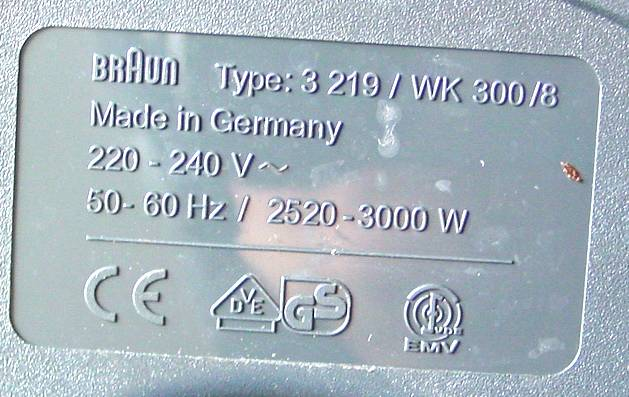 BRAUN Type: 3 219 / WK 300/8
Made in Germany
220 - 240 V ~
50- 60 Hz / 2520-3000 W
CE VDE GS VDE
EMV